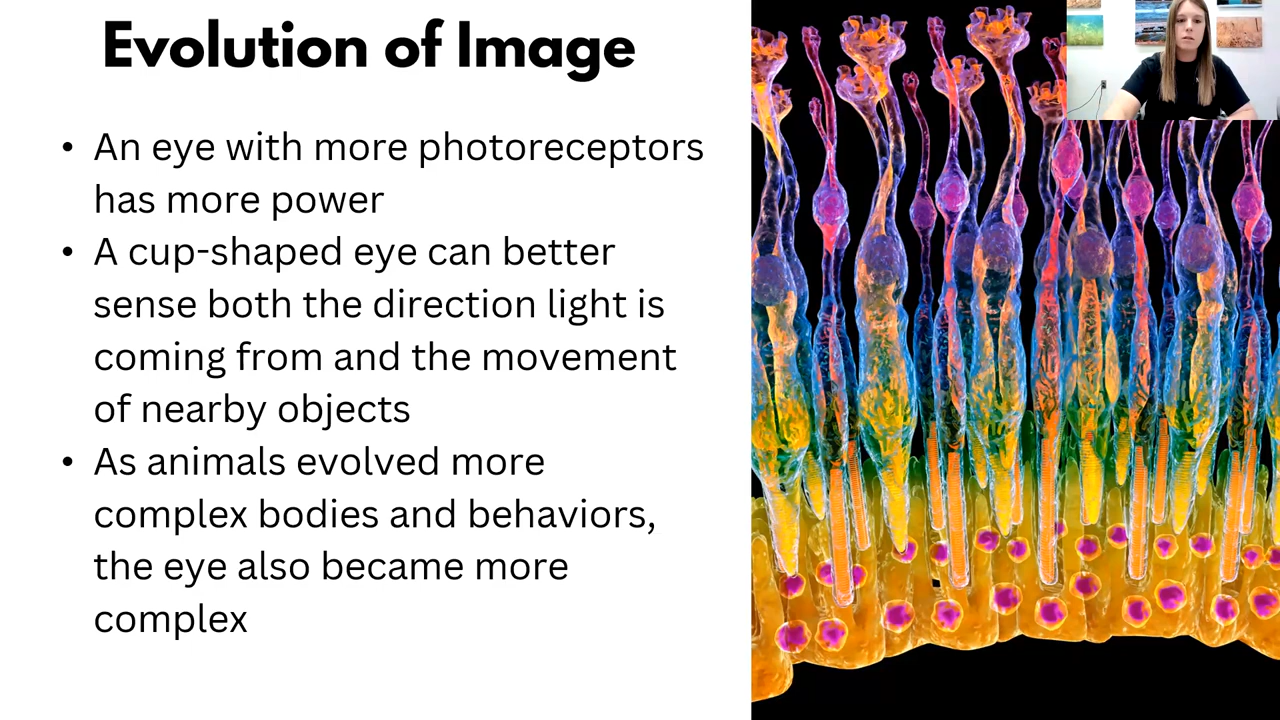 Evolution of Image
• An eye with more photoreceptors
has more power
• A cup-shaped eye can better
sense both the direction light is
coming from and the movement
of nearby objects
• As animals evolved more
complex bodies and behaviors,
the eye also became more
complex